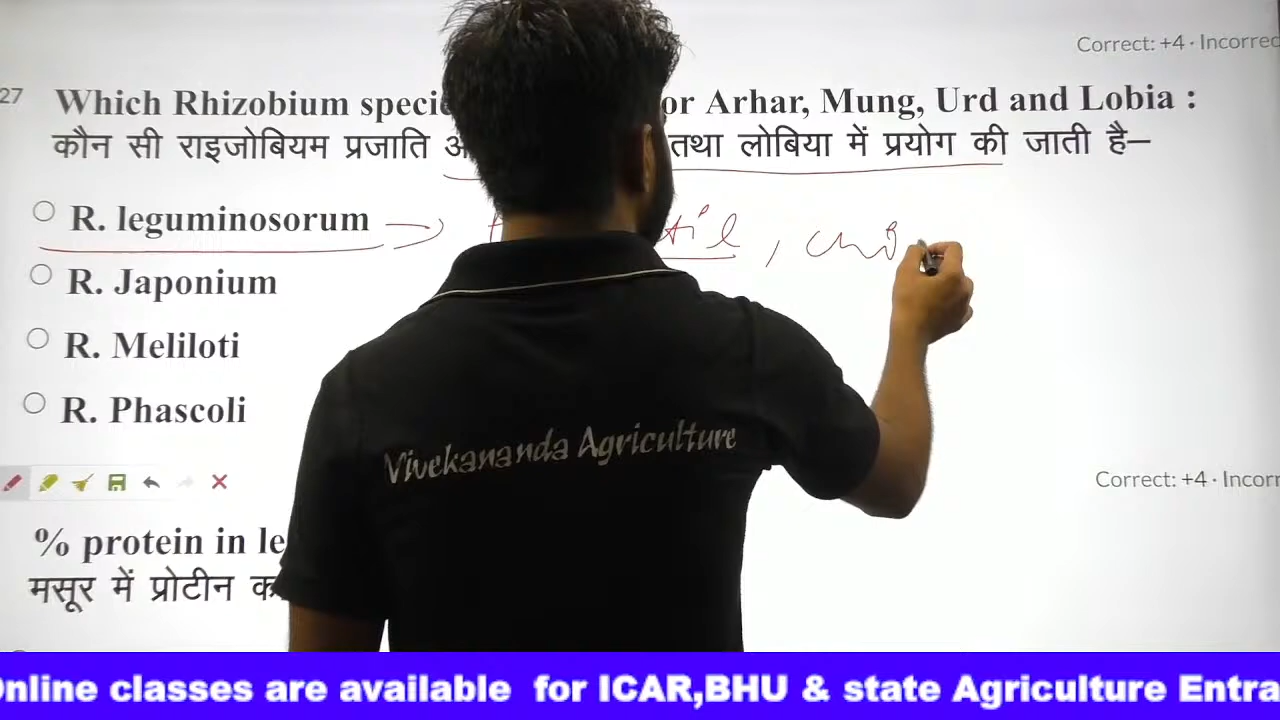 Correct: +4 · Incorrec
27 Which Rhizobium specie or Arhar, Mung, Urd and Lobia :
कौन सी राइजोबियम प्रजाति अ तथा लोबिया में प्रयोग की जाती है–
R. leguminosorum
R. Japonium
R. Meliloti
R. Phascoli
Vivekananda Agriculture
Correct: +4 · Incorr
% protein in le
मसूर में प्रोटीन क
Online classes are available for ICAR,BHU & state Agriculture Entra